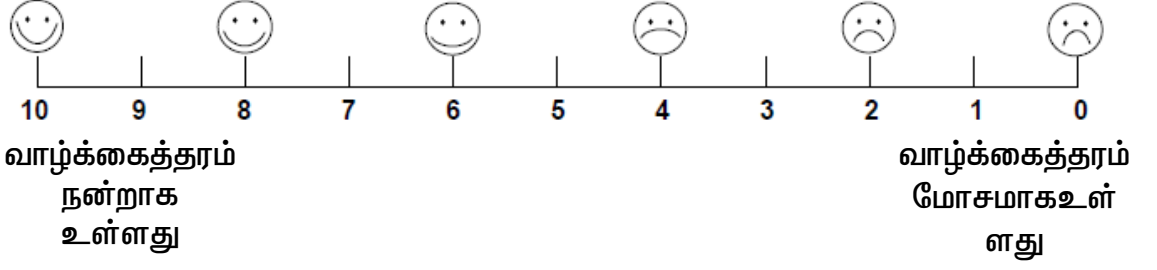 10 9 8 7 6 5 4 3 2 1 0
வாழ்க்கைத்தரம் வாழ்க்கைத்தரம்
நன்றாக மோசமாகஉள்
உள்ளது ளது